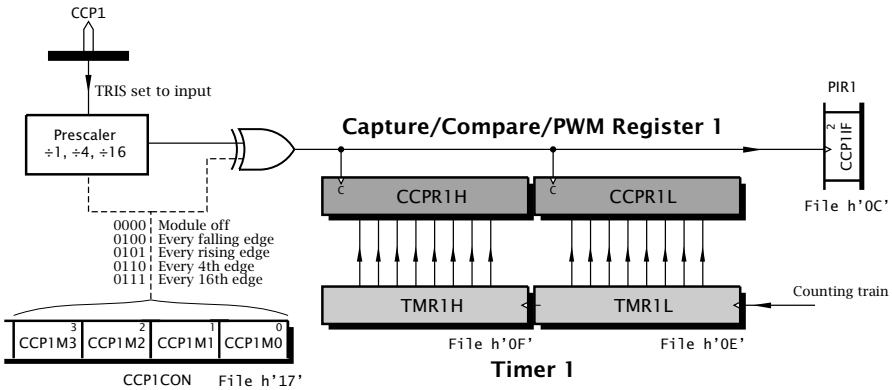 CCP1
TRIS set to input
PIR1
Prescaler
÷1, ÷4, ÷16
Capture/Compare/PWM Register 1
2
CCP1IF
C
CCPR1H
C
CCPR1L
File h'0C'
0000 Module off
0100 Every falling edge
0101 Every rising edge
0110 Every 4th edge
0111 Every 16th edge
TMR1H
TMR1L
Counting train
3
CCP1M3
2
CCP1M2
1
CCP1M1
0
CCP1M0
File h'0F'
File h'0E'
Timer 1
CCP1CON File h'17'